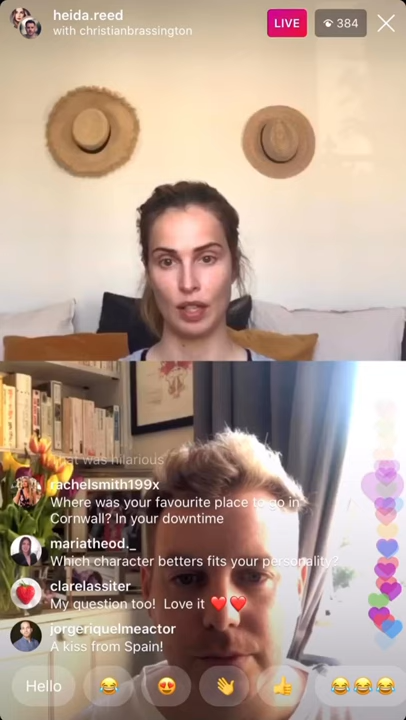 heida.reed
with christianbrassington
LIVE
384
that was hilarious
rachelsmith199x
Where was your favourite place to go in
Cornwall? In your downtime
mariatheod._
Which character betters fits your personality?
clarelassiter
My question too! Love it ❤️❤️
jorgeriquelmeactor
A kiss from Spain!
Hello